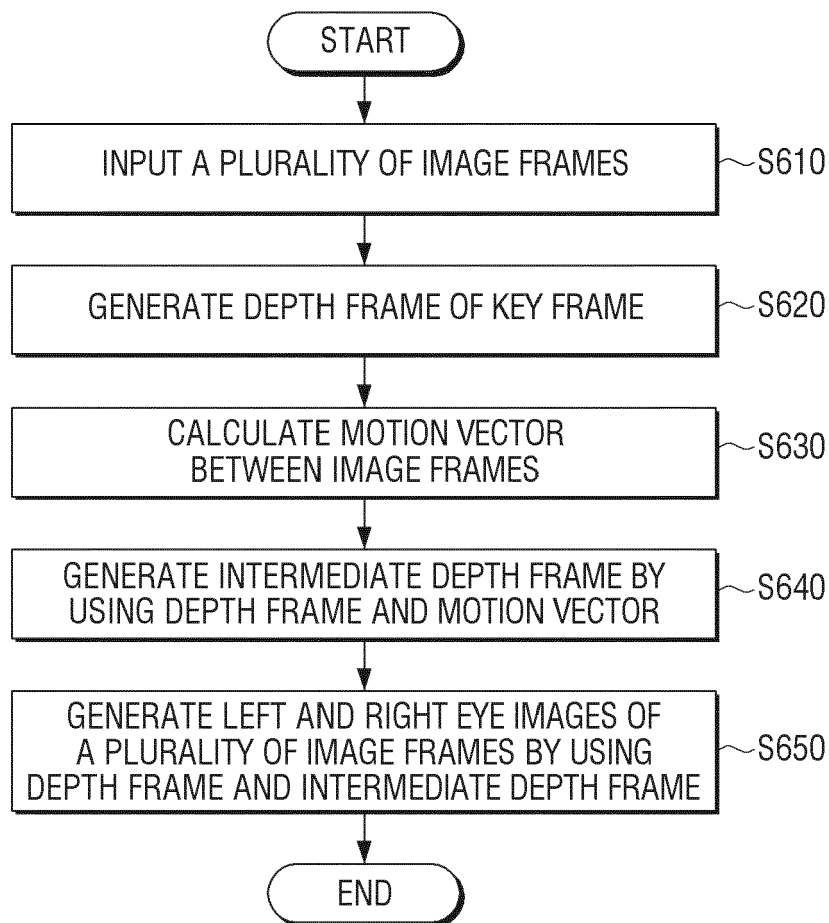 START
INPUT A PLURALITY OF IMAGE FRAMES
S610
GENERATE DEPTH FRAME OF KEY FRAME
S620
CALCULATE MOTION VECTOR
BETWEEN IMAGE FRAMES
S630
GENERATE INTERMEDIATE DEPTH FRAME BY
USING DEPTH FRAME AND MOTION VECTOR
S640
GENERATE LEFT AND RIGHT EYE IMAGES OF
A PLURALITY OF IMAGE FRAMES BY USING
DEPTH FRAME AND INTERMEDIATE DEPTH FRAME
S650
END